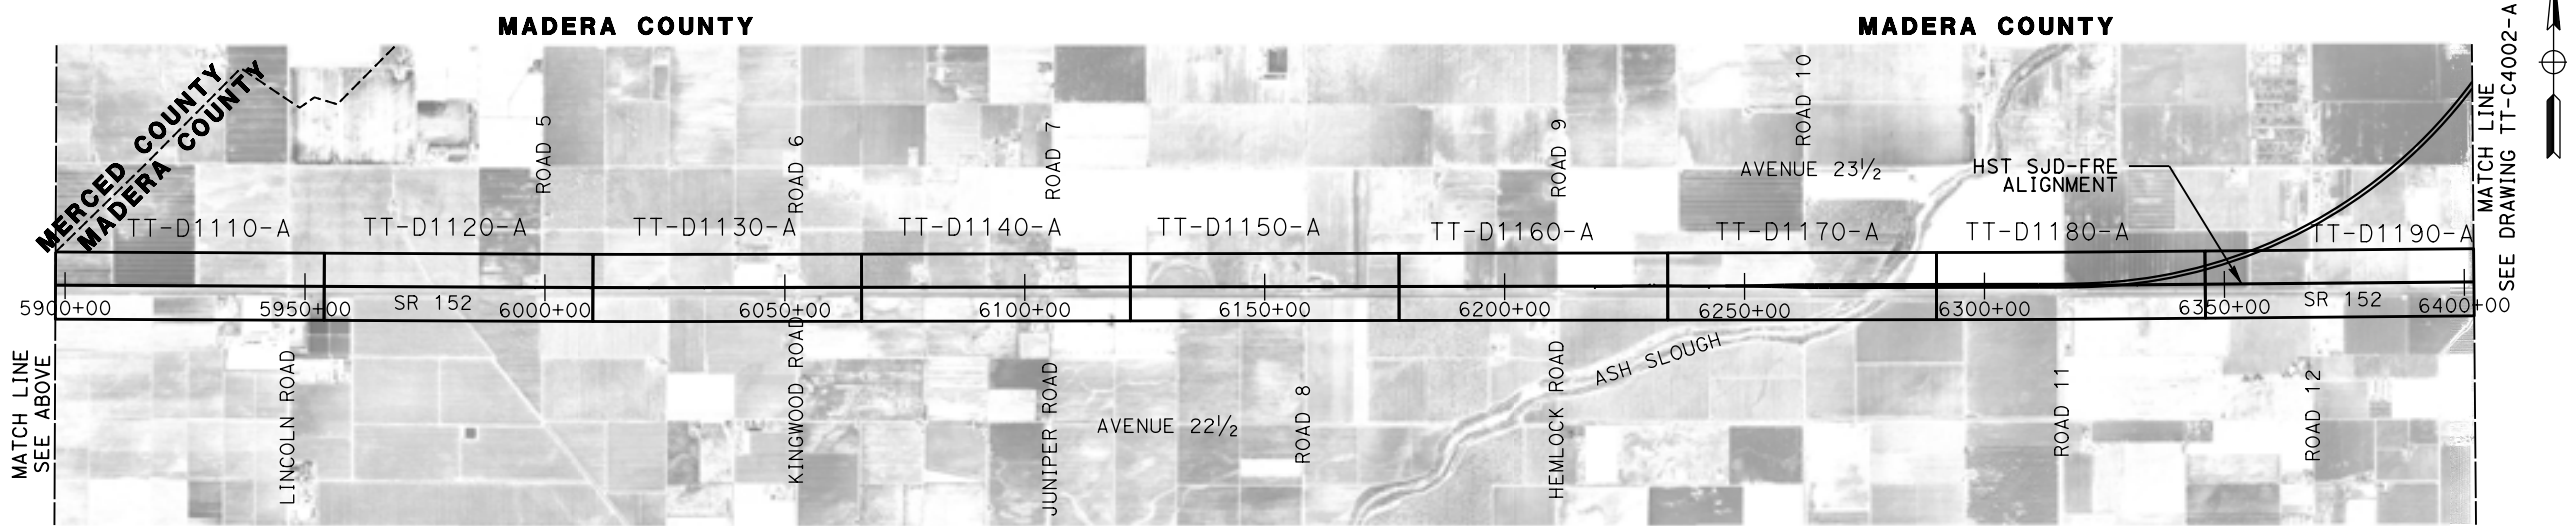 MADERA COUNTY
MADERA COUNTY
MERCED COUNTY
MADERA COUNTY
ROAD 5
ROAD 6
ROAD 7
ROAD 9
ROAD 10
AVENUE 23½
HST SJD-FRE
ALIGNMENT
MATCH LINE
SEE DRAWING TT-C4002-A
TT-D1110-A
TT-D1120-A
TT-D1130-A
TT-D1140-A
TT-D1150-A
TT-D1160-A
TT-D1170-A
TT-D1180-A
TT-D1190-A
5900+00
5950+00
SR 152
6000+00
6050+00
6100+00
6150+00
6200+00
6250+00
6300+00
6350+00
SR 152
6400+00
MATCH LINE
SEE ABOVE
LINCOLN ROAD
KINGWOOD ROAD
JUNIPER ROAD
AVENUE 22½
ROAD 8
HEMLOCK ROAD
ASH SLOUGH
ROAD 11
ROAD 12